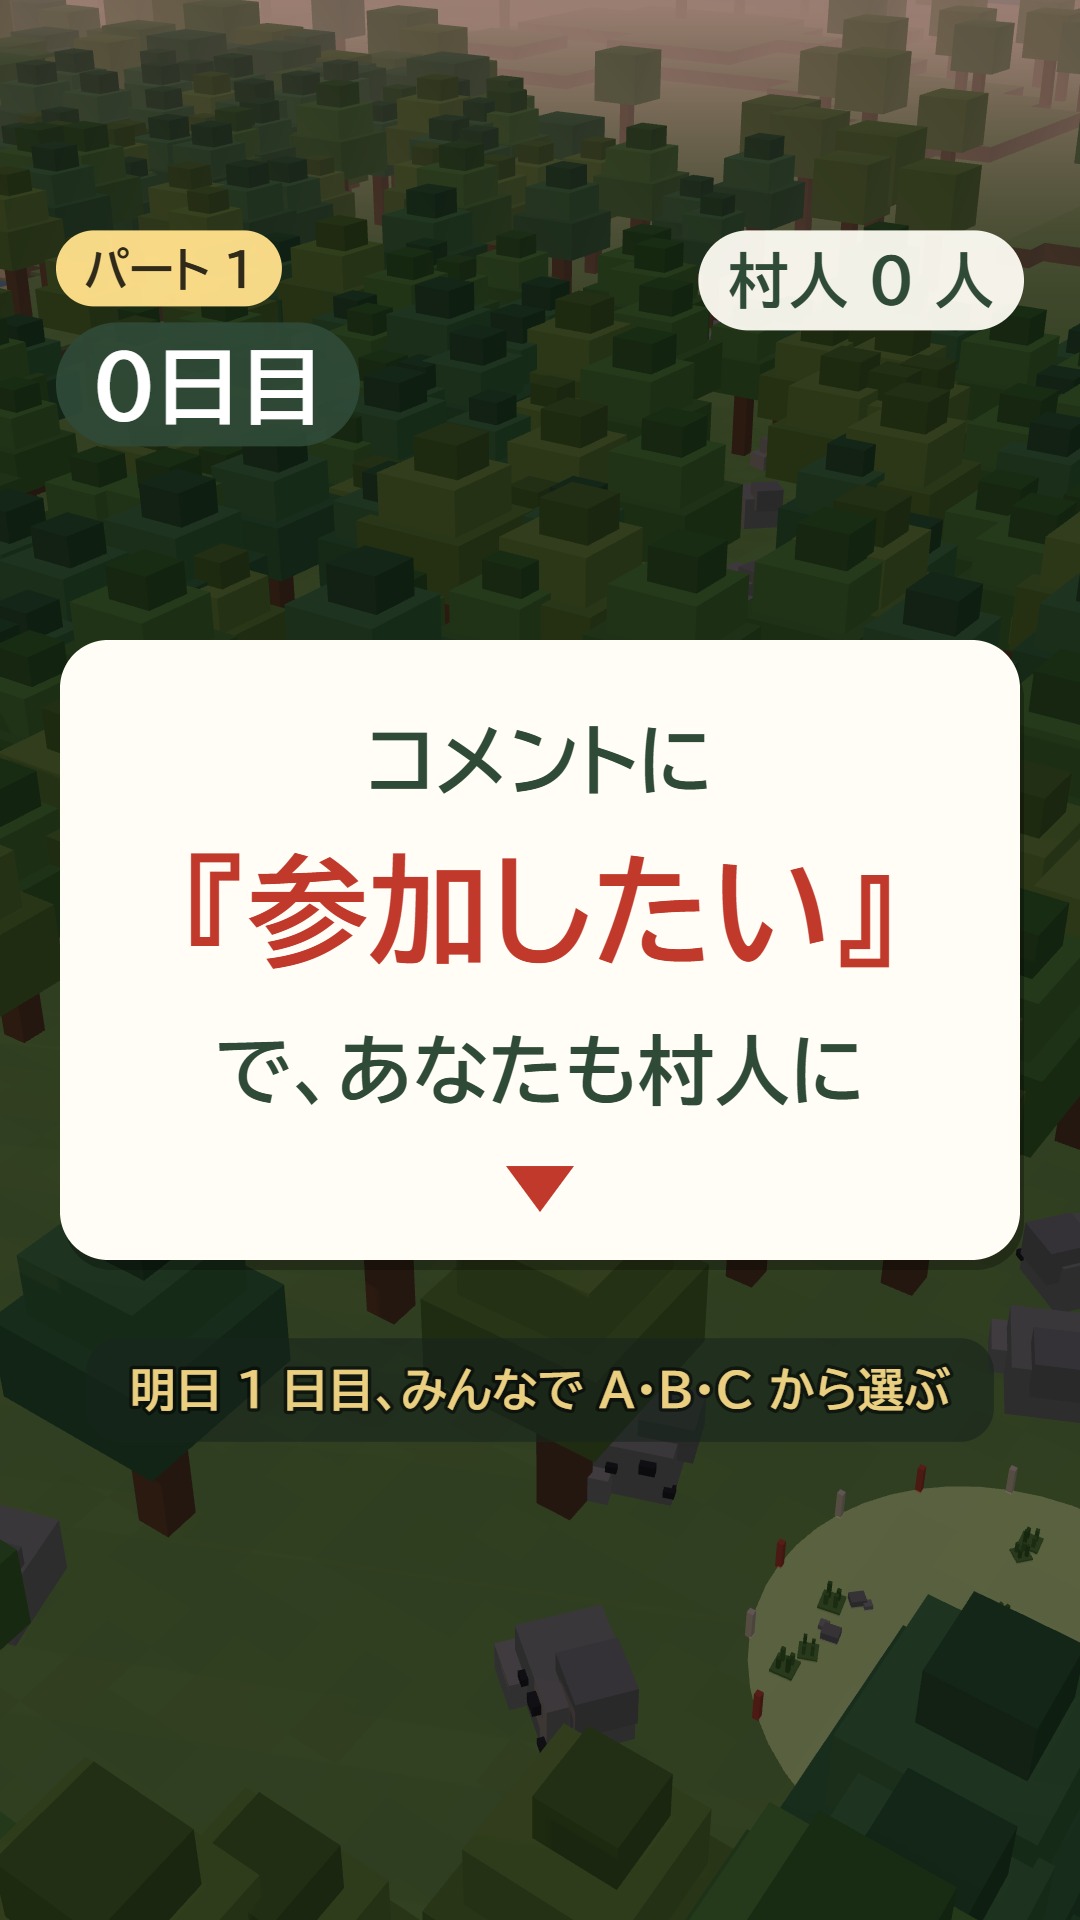 パート 1
村人 0 人
0日目
コメントに
『参加したい』
で、あなたも村人に
明日 1 日目、みんなで A・B・C から選ぶ